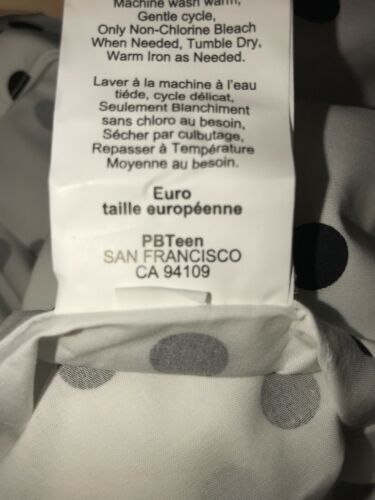 Machine wash warm,
Gentle cycle,
Only Non-Chlorine Bleach
When Needed, Tumble Dry,
Warm Iron as Needed.
Laver à la machine à l'eau
tiéde, cycle délicat,
Seulement Blanchiment
sans chloro au besoin,
Sécher par culbutage,
Repasser à Température
Moyenne au besoin.
Euro
taille européenne
PBTeen
SAN FRANCISCO
CA 94109